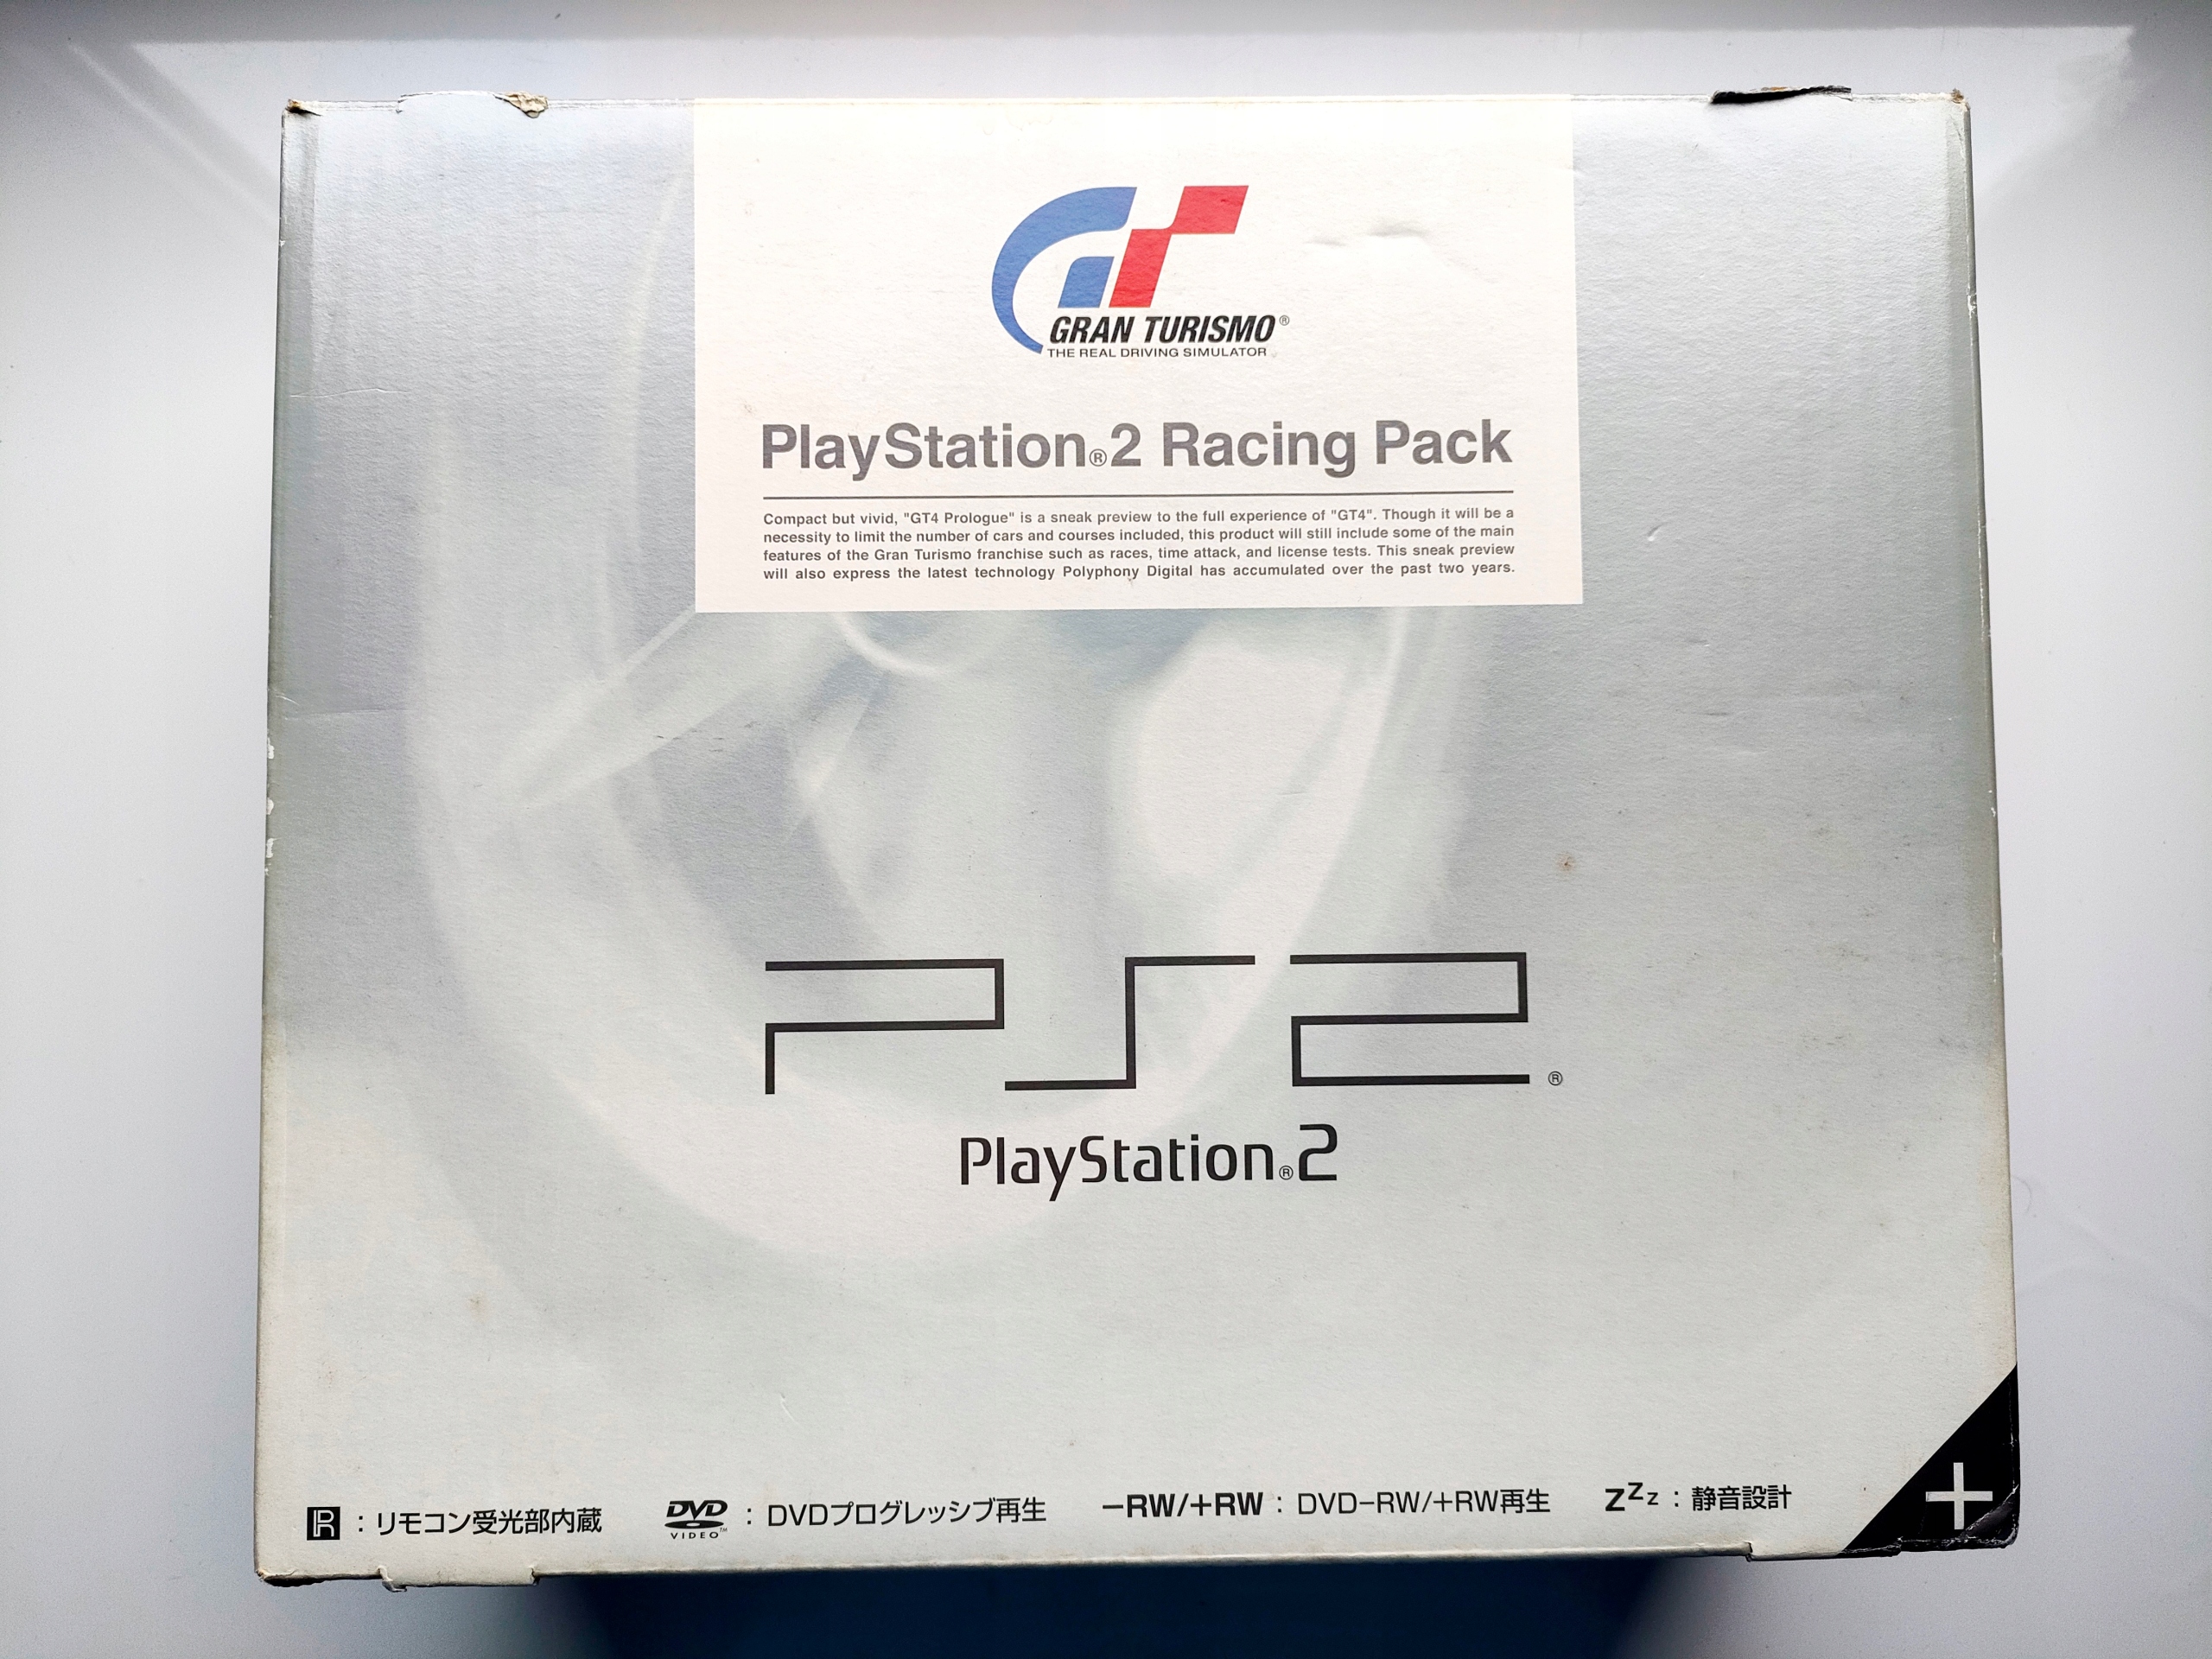 GT
GRAN TURISMO®
THE REAL DRIVING SIMULATOR
PlayStation®2 Racing Pack
Compact but vivid, "GT4 Prologue" is a sneak preview to the full experience of "GT4". Though it will be a
necessity to limit the number of cars and courses included, this product will still include some of the main
features of the Gran Turismo franchise such as races, time attack, and license tests. This sneak preview
will also express the latest technology Polyphony Digital has accumulated over the past two years.
PS2®
PlayStation®2
R : リモコン受光部内蔵 DVD VIDEO™ : DVDプログレッシブ再生 −RW/+RW : DVD−RW/+RW再生 zZz : 静音設計
+